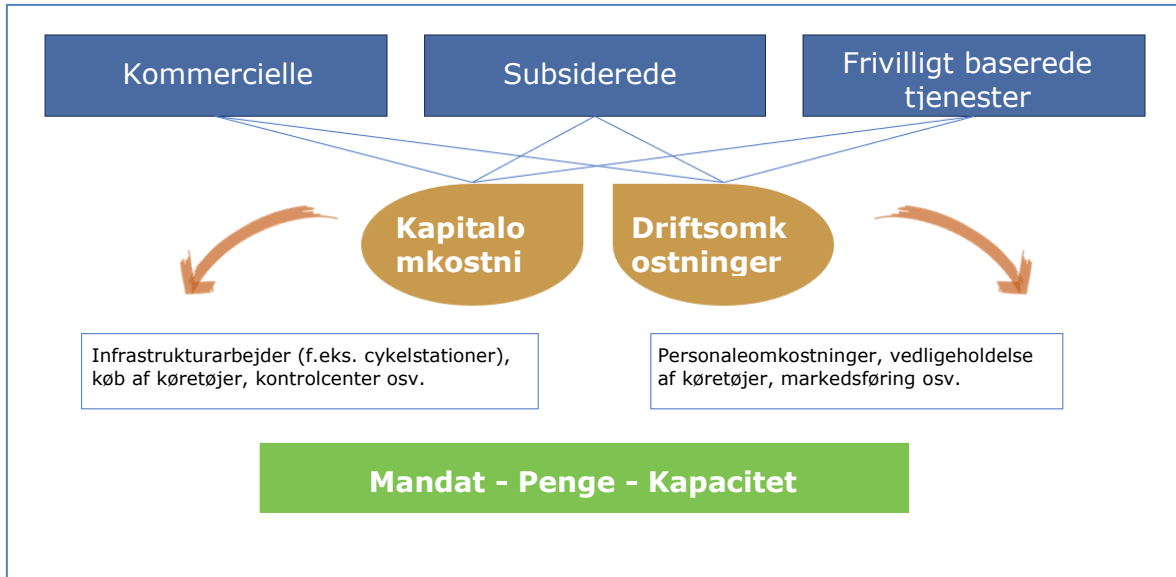 Kommercielle
Subsiderede
Frivilligt baserede
tjenester
Kapitalo
mkostni
Driftsomk
ostninger
Infrastrukturarbejder (f.eks. cykelstationer),
køb af køretøjer, kontrolcenter osv.
Personaleomkostninger, vedligeholdelse
af køretøjer, markedsføring osv.
Mandat - Penge - Kapacitet